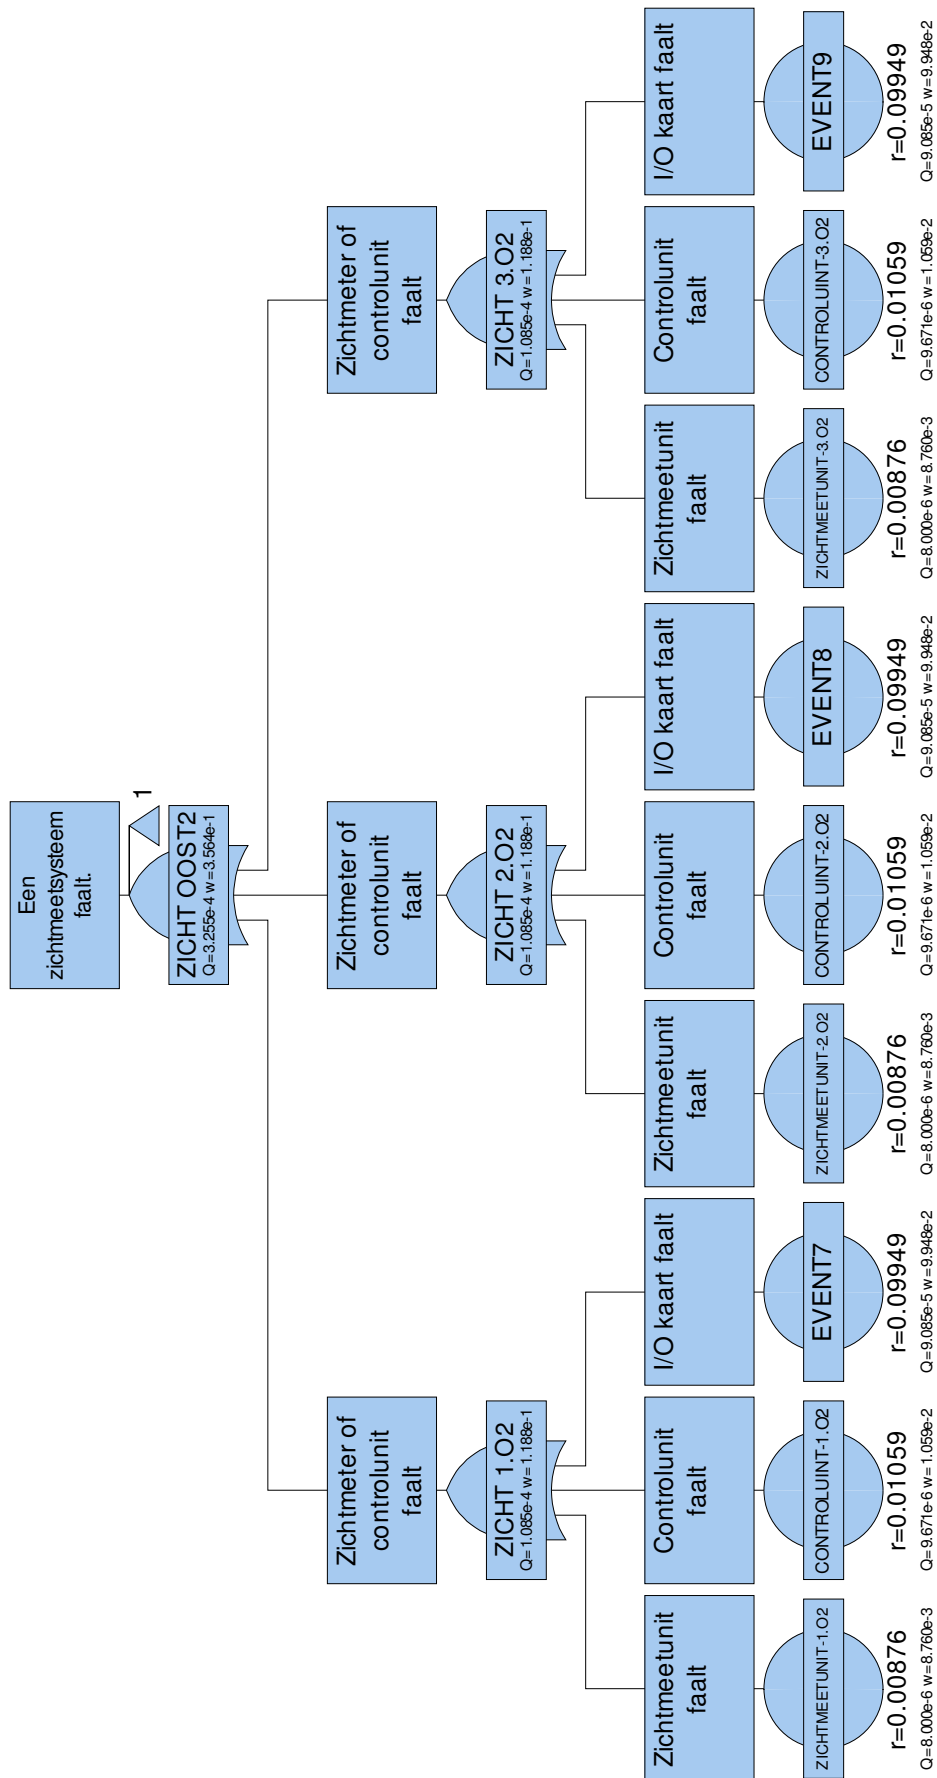 Een
zichtmeetsysteem
faalt.
1
ZICHT OOST2
Q=3.255e-4 w=3.564e-1
Zichtmeter of
controlunit
faalt
ZICHT 1.O2
Q=1.085e-4 w=1.188e-1
Zichtmeter of
controlunit
faalt
ZICHT 2.O2
Q=1.085e-4 w=1.188e-1
Zichtmeter of
controlunit
faalt
ZICHT 3.O2
Q=1.085e-4 w=1.188e-1
Zichtmeetunit
faalt
ZICHTMEETUNIT-1.O2
r=0.00876
Q=8.000e-6 w=8.760e-3
Controlunit
faalt
CONTROLUINT-1.O2
r=0.01059
Q=9.671e-6 w=1.059e-2
I/O kaart faalt
EVENT7
r=0.09949
Q=9.085e-5 w=9.948e-2
Zichtmeetunit
faalt
ZICHTMEETUNIT-2.O2
r=0.00876
Q=8.000e-6 w=8.760e-3
Controlunit
faalt
CONTROLUINT-2.O2
r=0.01059
Q=9.671e-6 w=1.059e-2
I/O kaart faalt
EVENT8
r=0.09949
Q=9.085e-5 w=9.948e-2
Zichtmeetunit
faalt
ZICHTMEETUNIT-3.O2
r=0.00876
Q=8.000e-6 w=8.760e-3
Controlunit
faalt
CONTROLUINT-3.O2
r=0.01059
Q=9.671e-6 w=1.059e-2
I/O kaart faalt
EVENT9
r=0.09949
Q=9.085e-5 w=9.948e-2